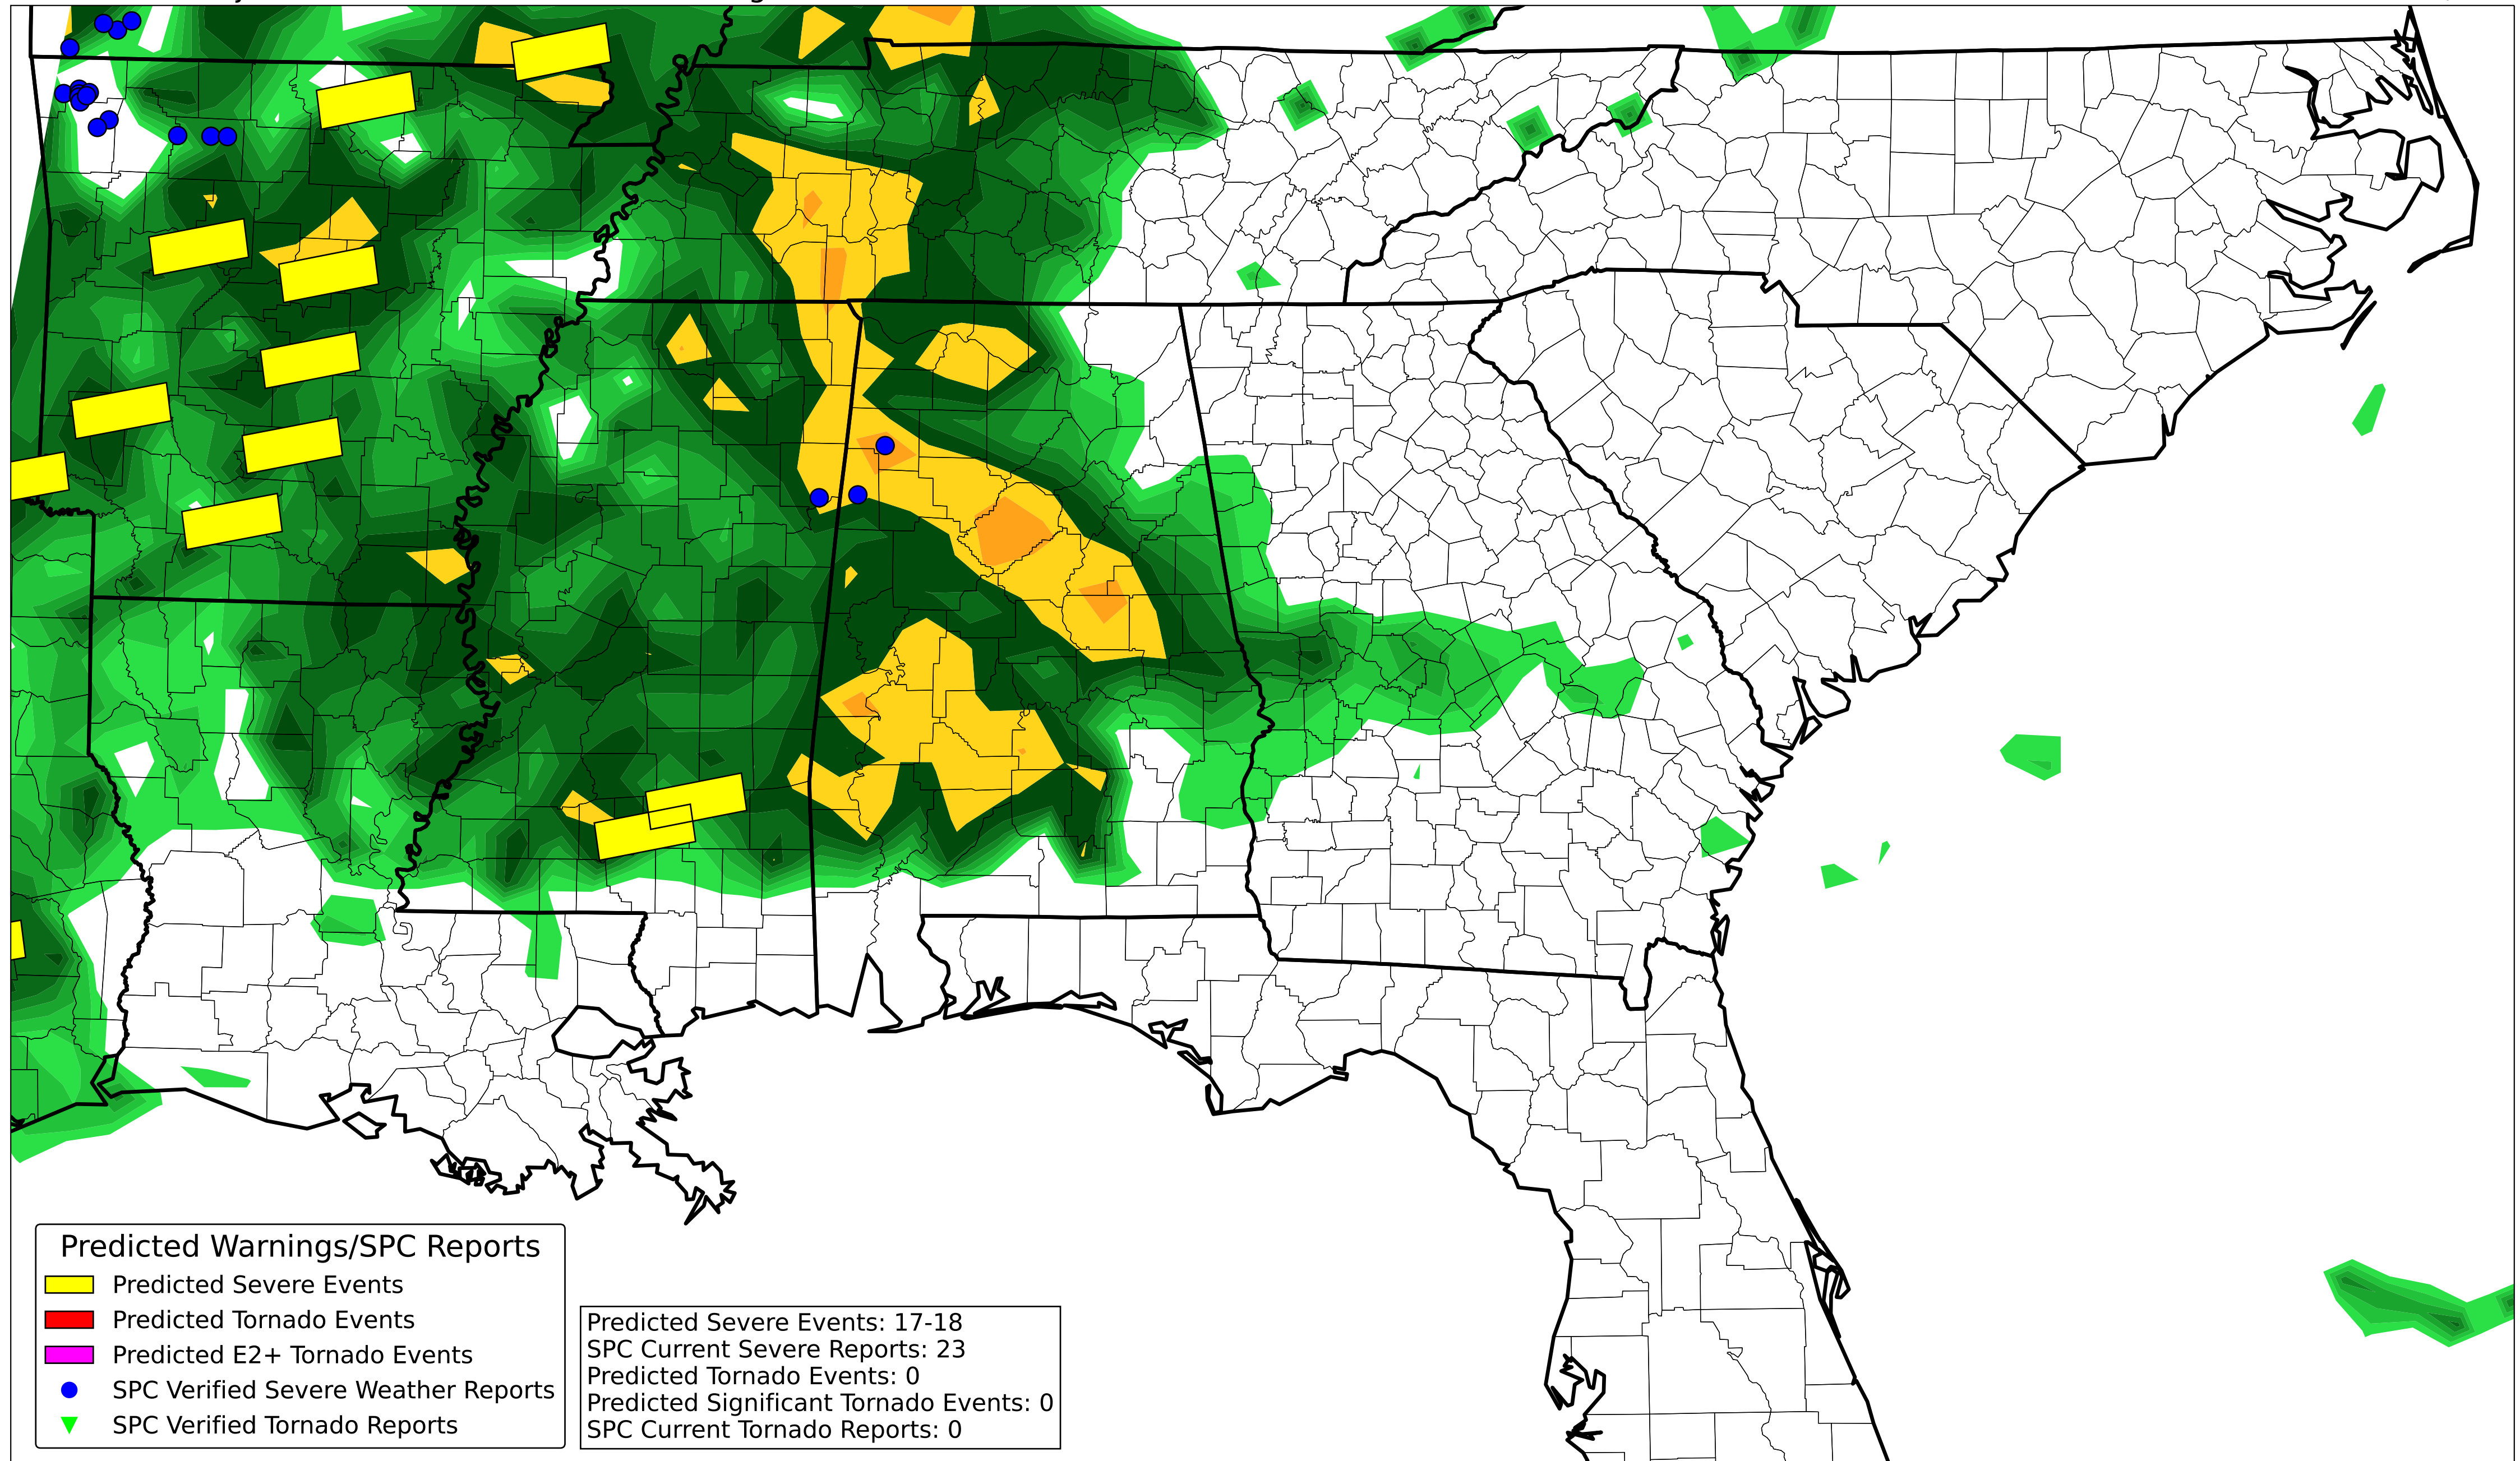 Predicted Warnings/SPC Reports
Predicted Severe Events
Predicted Tornado Events
Predicted E2+ Tornado Events
SPC Verified Severe Weather Reports
SPC Verified Tornado Reports
Predicted Severe Events: 17-18
SPC Current Severe Reports: 23
Predicted Tornado Events: 0
Predicted Significant Tornado Events: 0
SPC Current Tornado Reports: 0